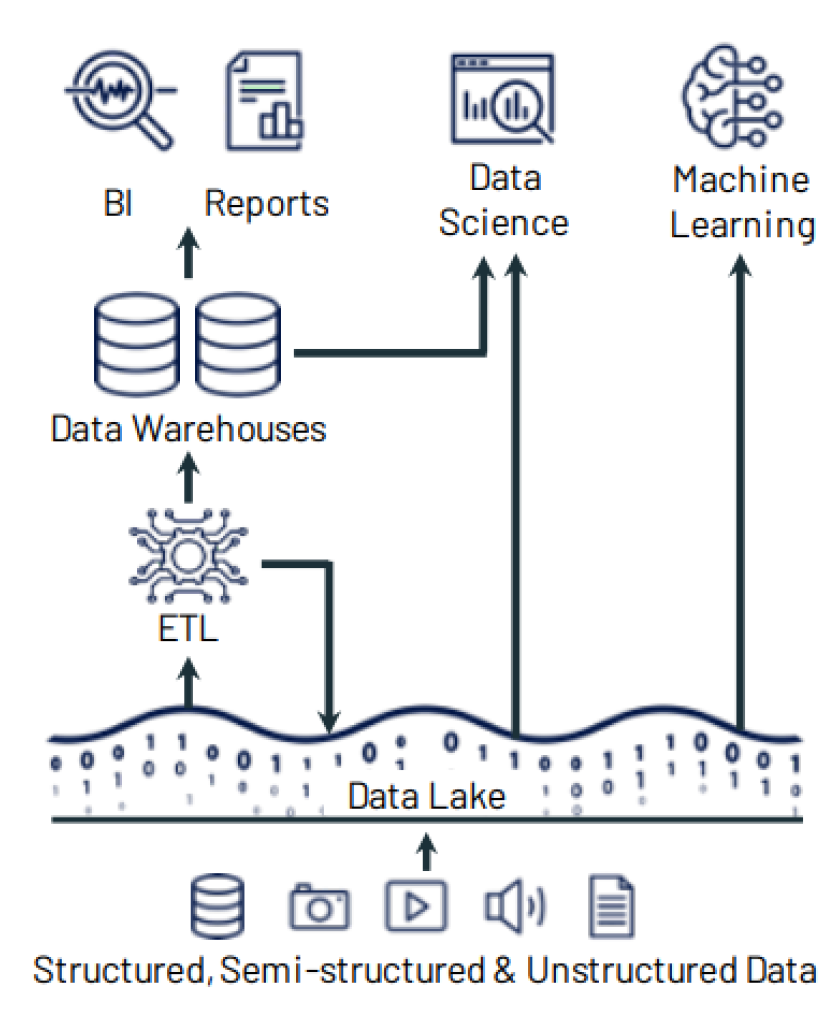 BI
Reports
Data
Science
Machine
Learning
Data Warehouses
ETL
Data Lake
Structured, Semi-structured & Unstructured Data